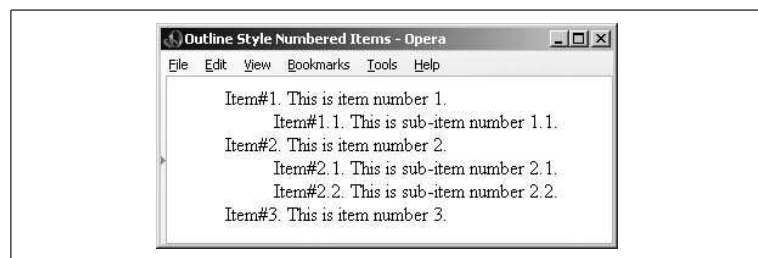 Outline Style Numbered Items - Opera
File Edit View Bookmarks Tools Help
Item#1. This is item number 1.
Item#1.1. This is sub-item number 1.1.
Item#2. This is item number 2.
Item#2.1. This is sub-item number 2.1.
Item#2.2. This is sub-item number 2.2.
Item#3. This is item number 3.